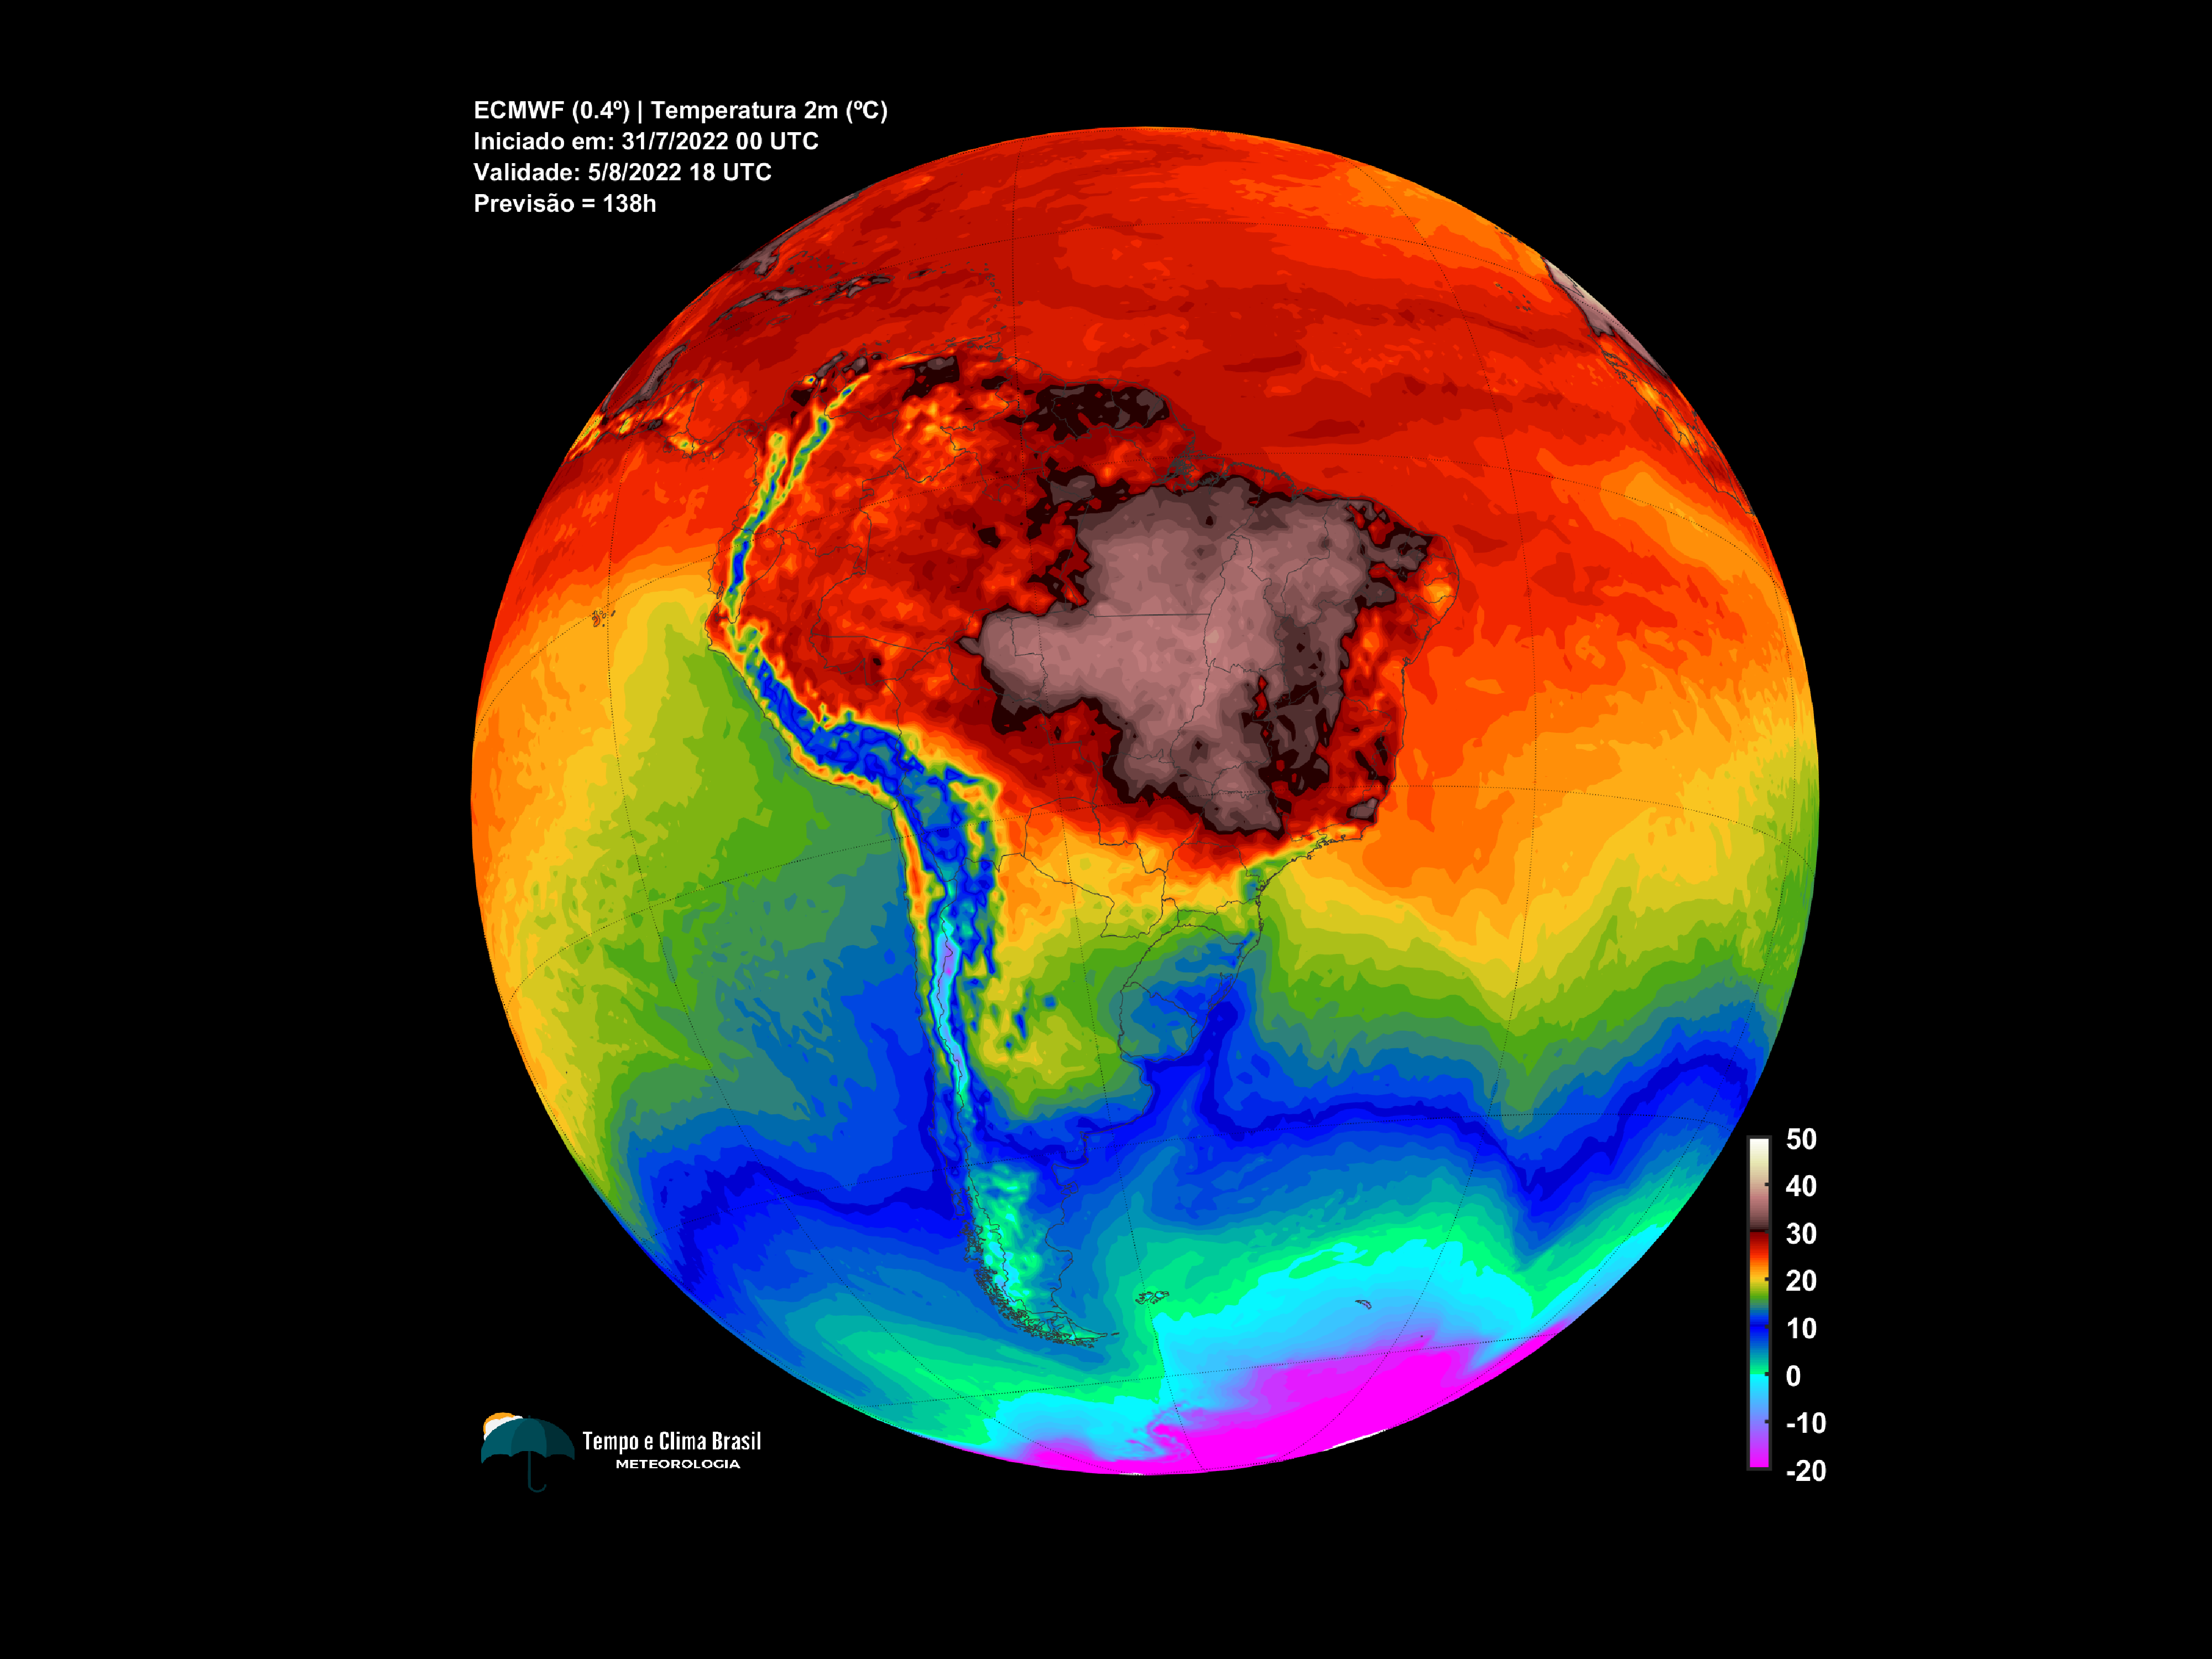 ECMWF (0.4º) | Temperatura 2m (ºC)
Iniciado em: 31/7/2022 00 UTC
Validade: 5/8/2022 18 UTC
Previsão = 138h
50
40
30
20
10
0
-10
-20
Tempo e Clima Brasil
METEOROLOGIA